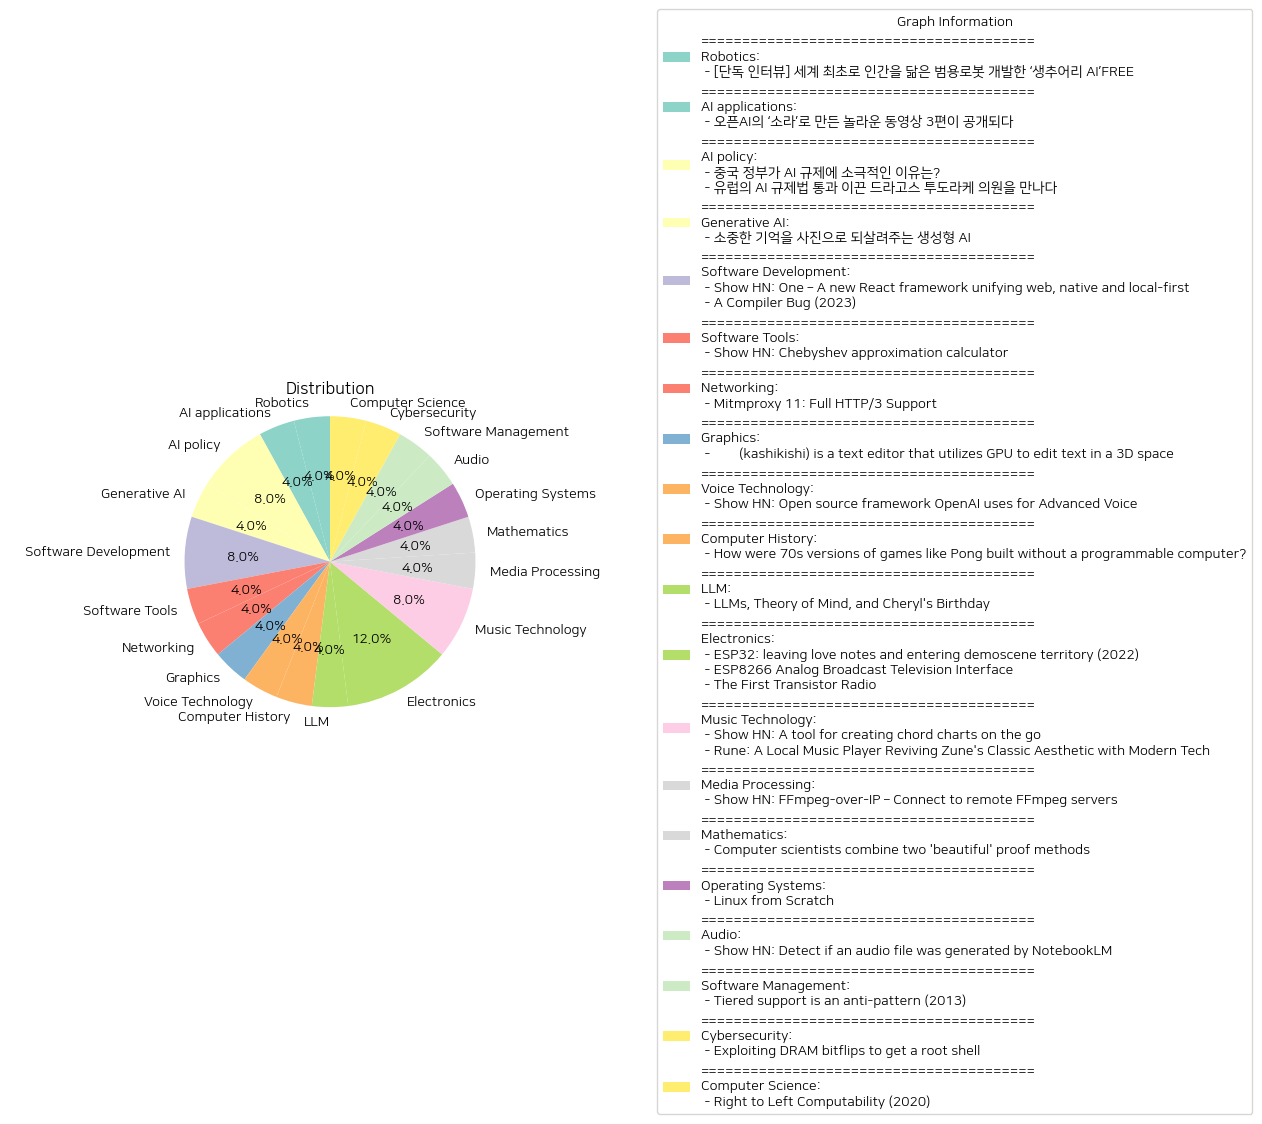 Distribution
Robotics
AI applications
AI policy
Generative AI
Software Development
Software Tools
Networking
Graphics
Voice Technology
Computer History
LLM
Electronics
Music Technology
Media Processing
Mathematics
Operating Systems
Audio
Software Management
Cybersecurity
Computer Science
4.0%
4.0%
8.0%
4.0%
8.0%
4.0%
4.0%
4.0%
4.0%
4.0%
4.0%
12.0%
8.0%
4.0%
4.0%
4.0%
4.0%
4.0%
4.0%
4.0%
Graph Information
========================================
Robotics:
- [단독 인터뷰] 세계 최초로 인간을 닮은 범용로봇 개발한 ‘생추어리 AI’FREE
========================================
AI applications:
- 오픈AI의 ‘소라’로 만든 놀라운 동영상 3편이 공개되다
========================================
AI policy:
- 중국 정부가 AI 규제에 소극적인 이유는?
- 유럽의 AI 규제법 통과 이끈 드라고스 투도라케 의원을 만나다
========================================
Generative AI:
- 소중한 기억을 사진으로 되살려주는 생성형 AI
========================================
Software Development:
- Show HN: One – A new React framework unifying web, native and local-first
- A Compiler Bug (2023)
========================================
Software Tools:
- Show HN: Chebyshev approximation calculator
========================================
Networking:
- Mitmproxy 11: Full HTTP/3 Support
========================================
Graphics:
- (kashikishi) is a text editor that utilizes GPU to edit text in a 3D space
========================================
Voice Technology:
- Show HN: Open source framework OpenAI uses for Advanced Voice
========================================
Computer History:
- How were 70s versions of games like Pong built without a programmable computer?
========================================
LLM:
- LLMs, Theory of Mind, and Cheryl's Birthday
========================================
Electronics:
- ESP32: leaving love notes and entering demoscene territory (2022)
- ESP8266 Analog Broadcast Television Interface
- The First Transistor Radio
========================================
Music Technology:
- Show HN: A tool for creating chord charts on the go
- Rune: A Local Music Player Reviving Zune's Classic Aesthetic with Modern Tech
========================================
Media Processing:
- Show HN: FFmpeg-over-IP – Connect to remote FFmpeg servers
========================================
Mathematics:
- Computer scientists combine two 'beautiful' proof methods
========================================
Operating Systems:
- Linux from Scratch
========================================
Audio:
- Show HN: Detect if an audio file was generated by NotebookLM
========================================
Software Management:
- Tiered support is an anti-pattern (2013)
========================================
Cybersecurity:
- Exploiting DRAM bitflips to get a root shell
========================================
Computer Science:
- Right to Left Computability (2020)